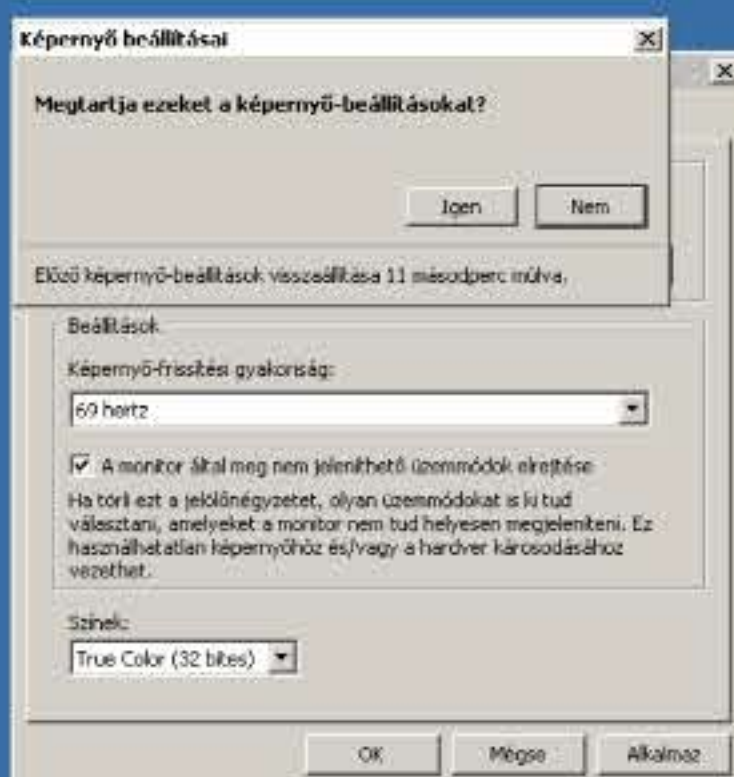 Képernyő beállításai
Megtartja ezeket a képernyő-beállításokat?
Igen
Nem
Előző képernyő-beállítások visszaállítása 11 másodperc múlva.
Beállítások
Képernyő-frissítési gyakoriság:
69 hertz
A monitor által meg nem jeleníthető üzemmódok elrejtése
Ha törli ezt a jelölőnégyzetet, olyan üzemmódokat is ki tud
választani, amelyeket a monitor nem tud helyesen megjeleníteni. Ez
használhatatlan képernyőhöz és/vagy a hardver károsodásához
vezethet.
Színek:
True Color (32 bites)
OK
Mégse
Alkalmaz